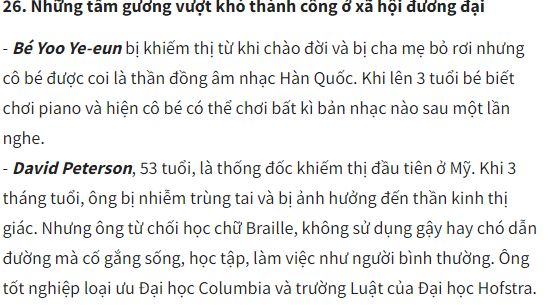 26. Những tấm gương vượt khó thành công ở xã hội đương đại
- Bé Yoo Ye-eun bị khiếm thị từ khi chào đời và bị cha mẹ bỏ rơi nhưng
cô bé được coi là thần đồng âm nhạc Hàn Quốc. Khi lên 3 tuổi bé biết
chơi piano và hiện cô bé có thể chơi bất kì bản nhạc nào sau một lần
nghe.
- David Peterson, 53 tuổi, là thống đốc khiếm thị đầu tiên ở Mỹ. Khi 3
tháng tuổi, ông bị nhiễm trùng tai và bị ảnh hưởng đến thần kinh thị
giác. Nhưng ông từ chối học chữ Braille, không sử dụng gậy hay chó dẫn
đường mà cố gắng sống, học tập, làm việc như người bình thường. Ông
tốt nghiệp loại ưu Đại học Columbia và trường Luật của Đại học Hofstra.